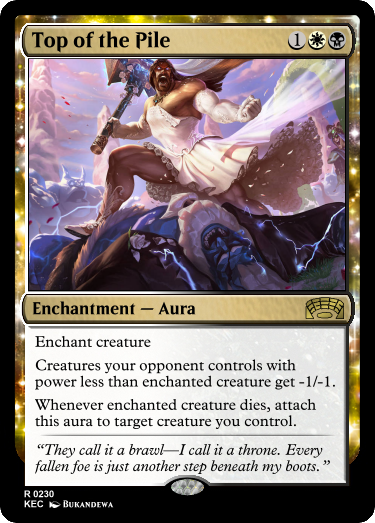 Top of the Pile 1
Enchantment — Aura
Enchant creature
Creatures your opponent controls with
power less than enchanted creature get -1/-1.
Whenever enchanted creature dies, attach
this aura to target creature you control.
“They call it a brawl—I call it a throne. Every
fallen foe is just another step beneath my boots.”
R 0230
KEC Bukandewa